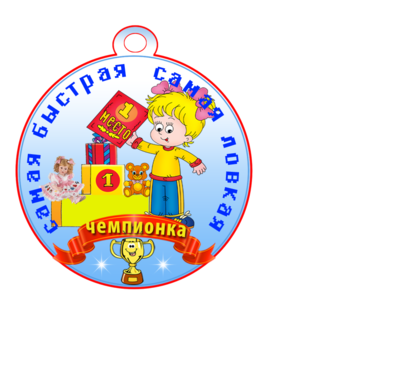 самая быстрая самая ловкая
1
место
1
чемпионка